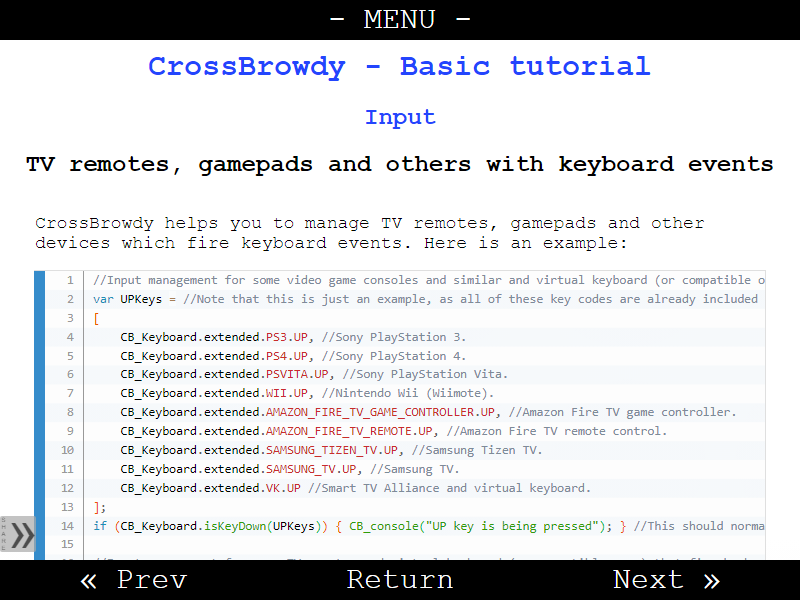 - MENU -
CrossBrowdy - Basic tutorial
Input
TV remotes, gamepads and others with keyboard events
CrossBrowdy helps you to manage TV remotes, gamepads and other
devices which fire keyboard events. Here is an example:
1 //Input management for some video game consoles and similar and virtual keyboard (or compatible o
2 var UPKeys = //Note that this is just an example, as all of these key codes are already included
3 [
4 CB_Keyboard.extended.PS3.UP, //Sony PlayStation 3.
5 CB_Keyboard.extended.PS4.UP, //Sony PlayStation 4.
6 CB_Keyboard.extended.PSVITA.UP, //Sony PlayStation Vita.
7 CB_Keyboard.extended.WII.UP, //Nintendo Wii (Wiimote).
8 CB_Keyboard.extended.AMAZON_FIRE_TV_GAME_CONTROLLER.UP, //Amazon Fire TV game controller.
9 CB_Keyboard.extended.AMAZON_FIRE_TV_REMOTE.UP, //Amazon Fire TV remote control.
10 CB_Keyboard.extended.SAMSUNG_TIZEN_TV.UP, //Samsung Tizen TV.
11 CB_Keyboard.extended.SAMSUNG_TV.UP, //Samsung TV.
12 CB_Keyboard.extended.VK.UP //Smart TV Alliance and virtual keyboard.
13 ];
14 if (CB_Keyboard.isKeyDown(UPKeys)) { CB_console("UP key is being pressed"); } //This should norma
15
SHARE »
« Prev Return Next »